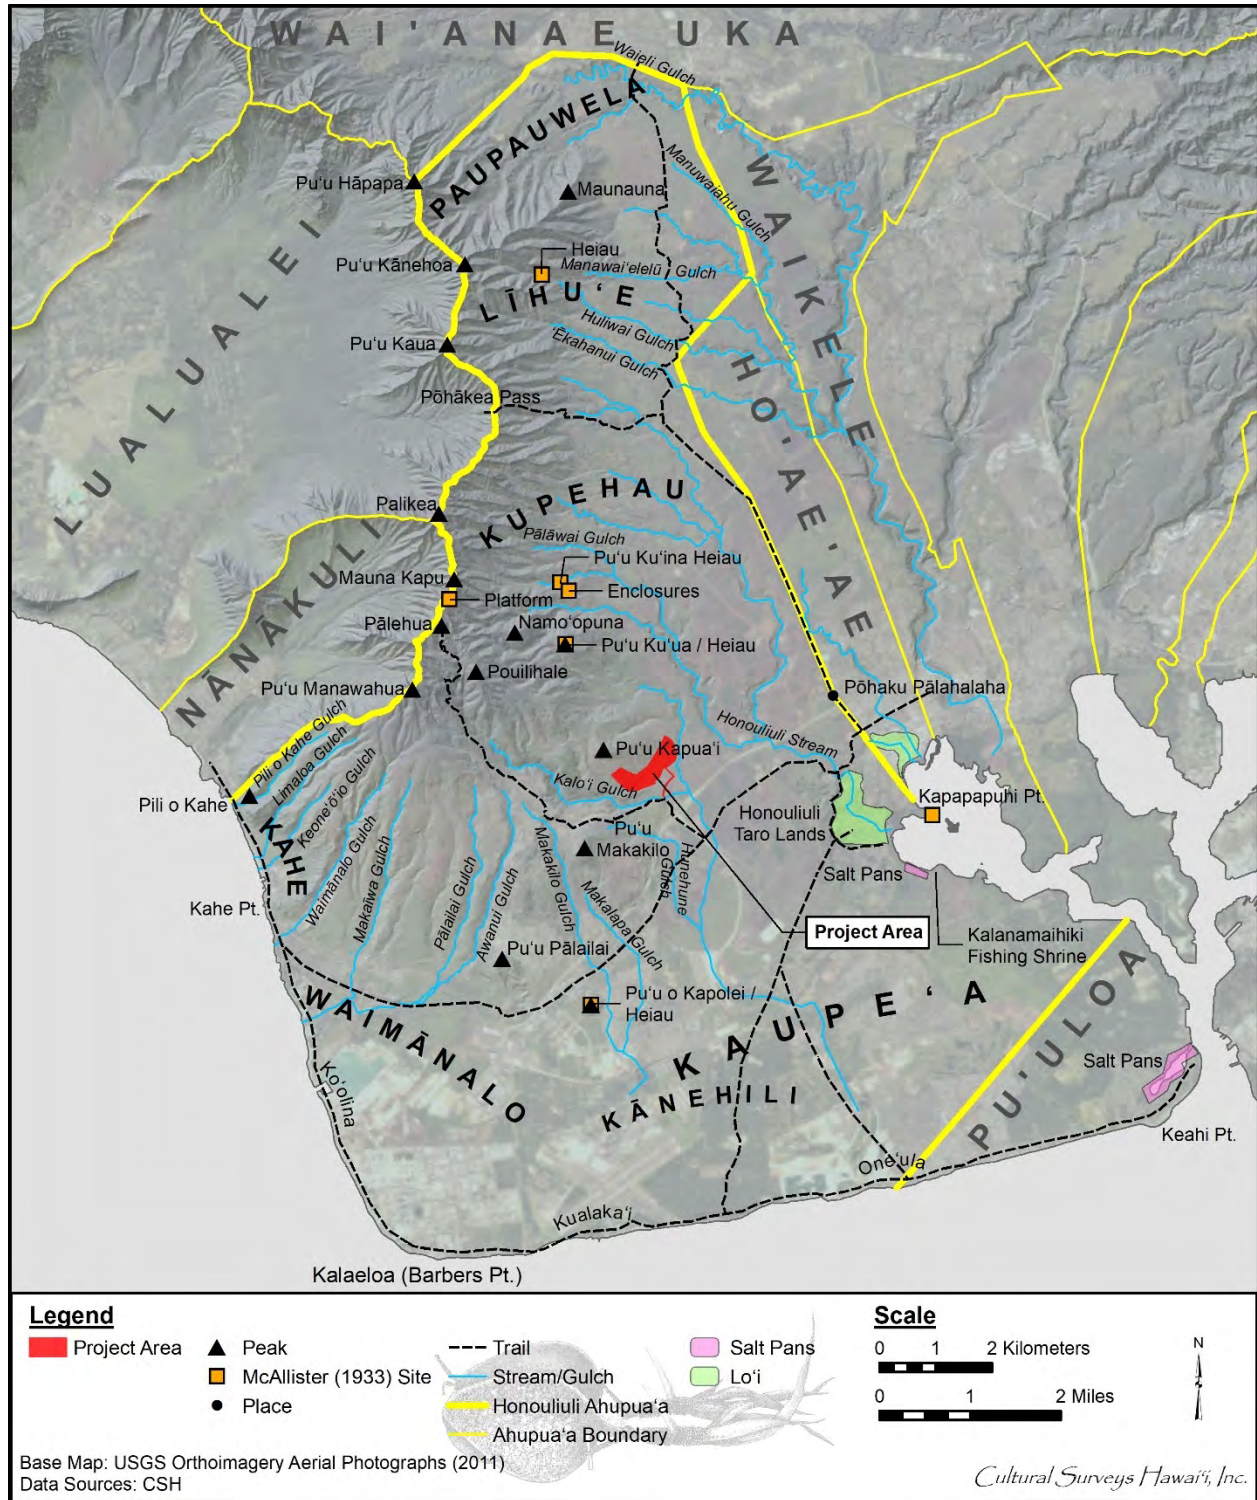 WAI'ANAE UKA
Waieli Gulch
PAUPAUWELA
WAIKELE
Manuwaiahu Gulch
Pu‘u Hāpapa
Maunauna
LUALUALEI
Pu‘u Kānehoa
Heiau
Manawai‘elelū Gulch
LĪHU‘E
Huliwai Gulch
Pu‘u Kaua
Ēkahanui Gulch
HO'AE'AE
Pōhākea Pass
KUPEHAU
Palikea
Pālāwai Gulch
NĀNĀKULI
Pu‘u Ku‘ina Heiau
Mauna Kapu
Enclosures
Platform
Pālehua
Namo‘opuna
Pu‘u Ku‘ua / Heiau
Pouilihale
Pu‘u Manawahua
Pōhaku Pālahalaha
Pili o Kahe Gulch
Limaloa Gulch
Keone‘ō‘io Gulch
Honouliuli Stream
Pu‘u Kapua‘i
Kalo‘i Gulch
Pili o Kahe
KAHE
Kapapapuhi Pt.
Honouliuli
Taro Lands
Pu‘u
Makakilo
Waimānalo Gulch
Makaīwa Gulch
Pālailai Gulch
Awanui Gulch
Makakilo Gulch
Makalapa Gulch
Hunehune
Gulch
Salt Pans
Kahe Pt.
Project Area
Kalanamaihiki
Fishing Shrine
Pu‘u Pālailai
WAIMĀNALO
Pu‘u o Kapolei /
Heiau
KAUPE‘A
PU'ULOA
Salt Pans
Ko‘olina
KĀNEHILI
Keahi Pt.
One‘ula
Kualaka‘i
Kalaeloa (Barbers Pt.)
Legend
Project Area
Peak
McAllister (1933) Site
Place
Trail
Stream/Gulch
Honouliuli Ahupua‘a
Ahupua‘a Boundary
Salt Pans
Lo‘i
Scale
0 1 2 Kilometers
0 1 2 Miles
N
Base Map: USGS Orthoimagery Aerial Photographs (2011)
Data Sources: CSH
Cultural Surveys Hawai‘i, Inc.